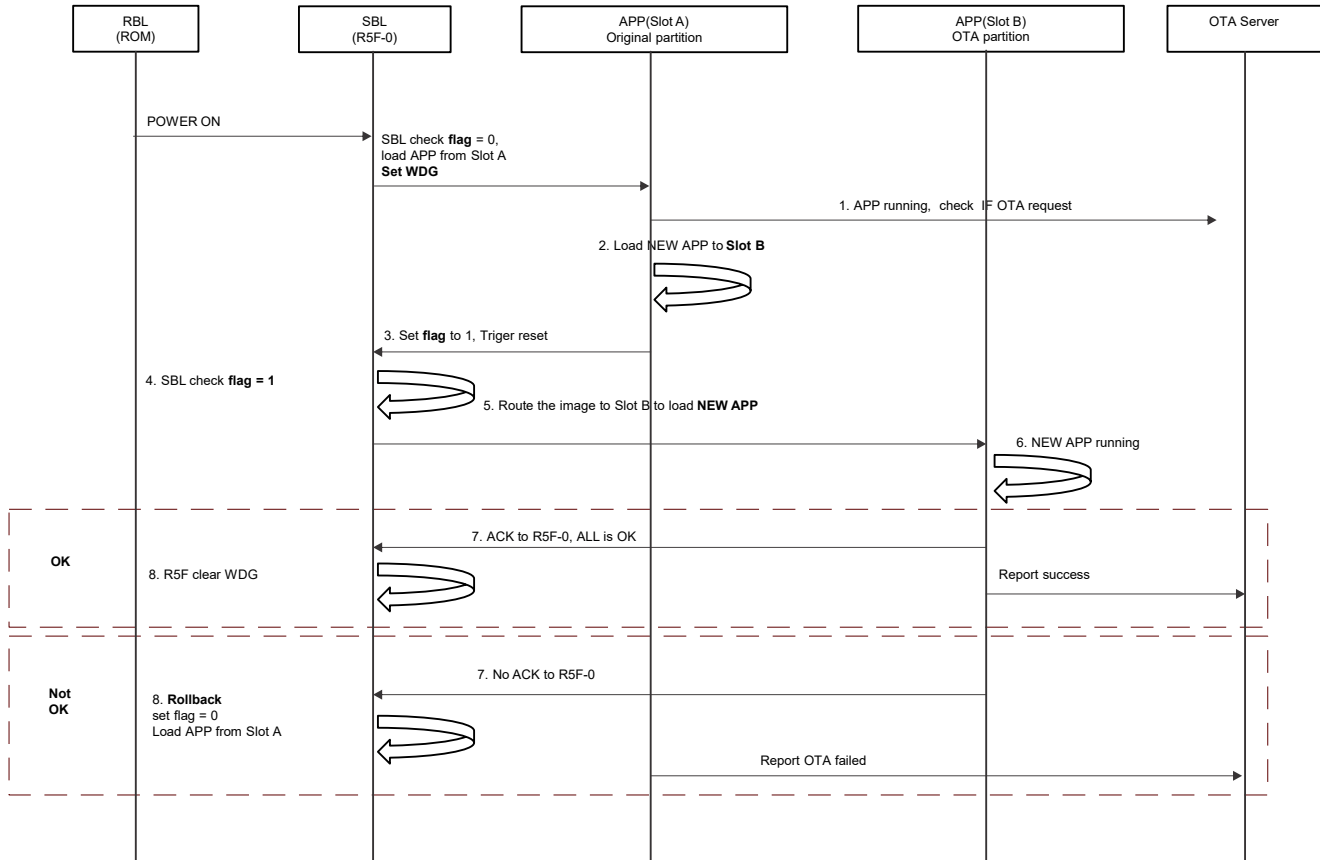 RBL
(ROM)
SBL
(R5F-0)
APP(Slot A)
Original partition
APP(Slot B)
OTA partition
OTA Server
POWER ON
SBL check flag = 0,
load APP from Slot A
Set WDG
1. APP running,  check  IF OTA request
2. Load NEW APP to Slot B
3. Set flag to 1, Triger reset
4. SBL check flag = 1
5. Route the image to Slot B to load NEW APP
6. NEW APP running
7. ACK to R5F-0, ALL is OK
OK
8. R5F clear WDG
Report success
7. No ACK to R5F-0
Not
OK
8. Rollback
set flag = 0
Load APP from Slot A
Report OTA failed